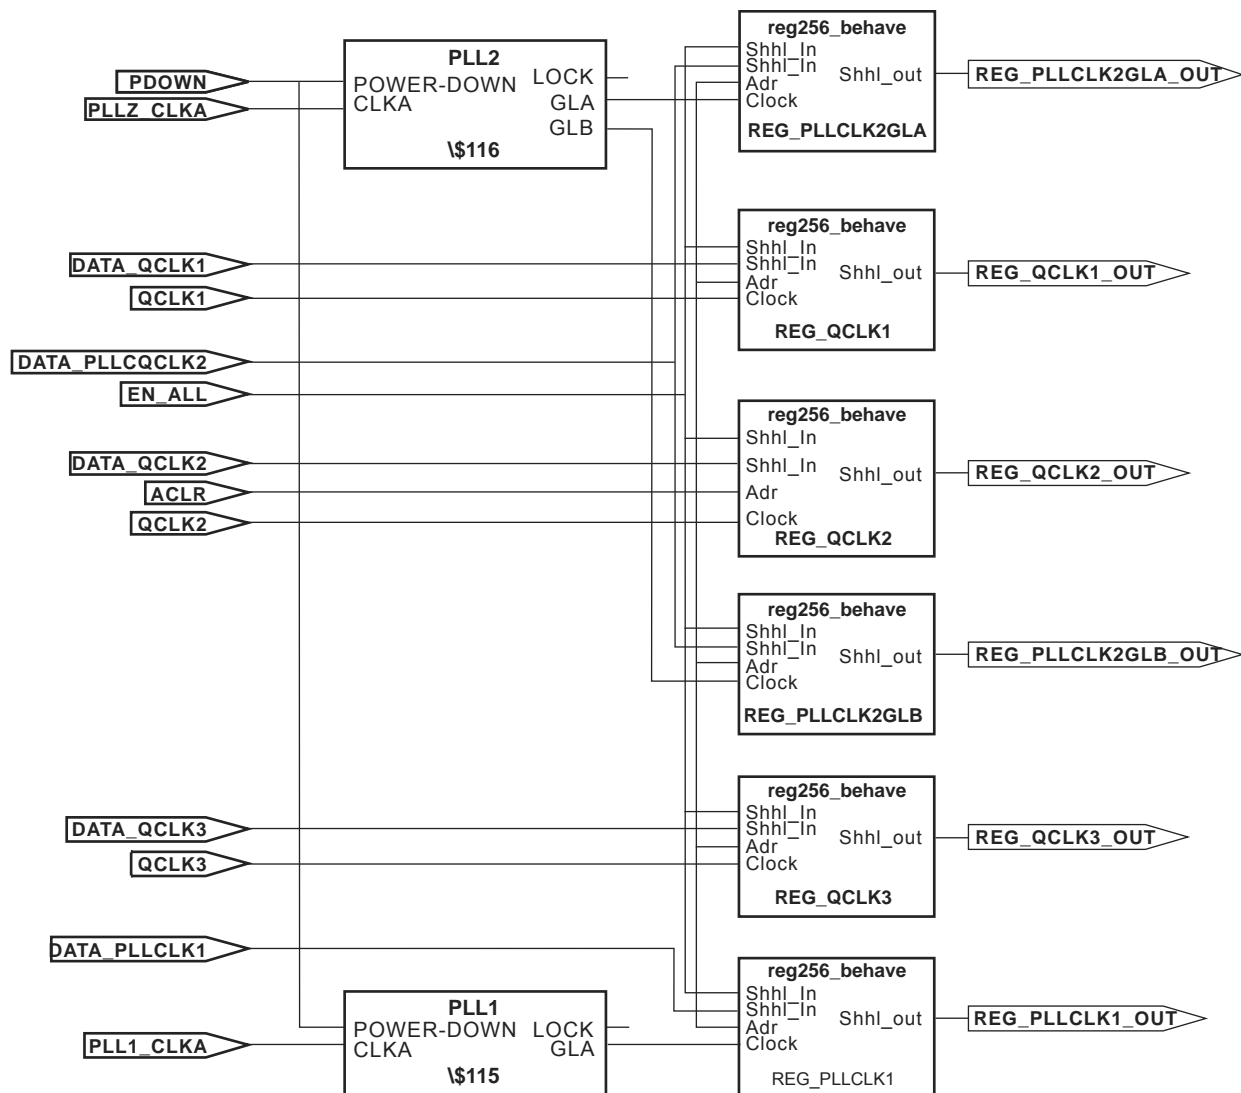 PDOWN
PLLZ_CLKA
PLL2
POWER-DOWN LOCK
CLKA GLA
GLB
\$116
reg256_behave
Shhl_In
Shhl_In
Adr
Clock
Shhl_out
REG_PLLCLK2GLA
REG_PLLCLK2GLA_OUT
DATA_QCLK1
QCLK1
reg256_behave
Shhl_In
Shhl_In
Adr
Clock
Shhl_out
REG_QCLK1
REG_QCLK1_OUT
DATA_PLLCQCLK2
EN_ALL
DATA_QCLK2
ACLR
QCLK2
reg256_behave
Shhl_In
Shhl_In
Adr
Clock
Shhl_out
REG_QCLK2
REG_QCLK2_OUT
reg256_behave
Shhl_In
Shhl_In
Adr
Clock
Shhl_out
REG_PLLCLK2GLB
REG_PLLCLK2GLB_OUT
DATA_QCLK3
QCLK3
reg256_behave
Shhl_In
Shhl_In
Adr
Clock
Shhl_out
REG_QCLK3
REG_QCLK3_OUT
DATA_PLLCLK1
PLL1_CLKA
PLL1
POWER-DOWN LOCK
CLKA GLA
\$115
reg256_behave
Shhl_In
Shhl_In
Adr
Clock
Shhl_out
REG_PLLCLK1
REG_PLLCLK1_OUT